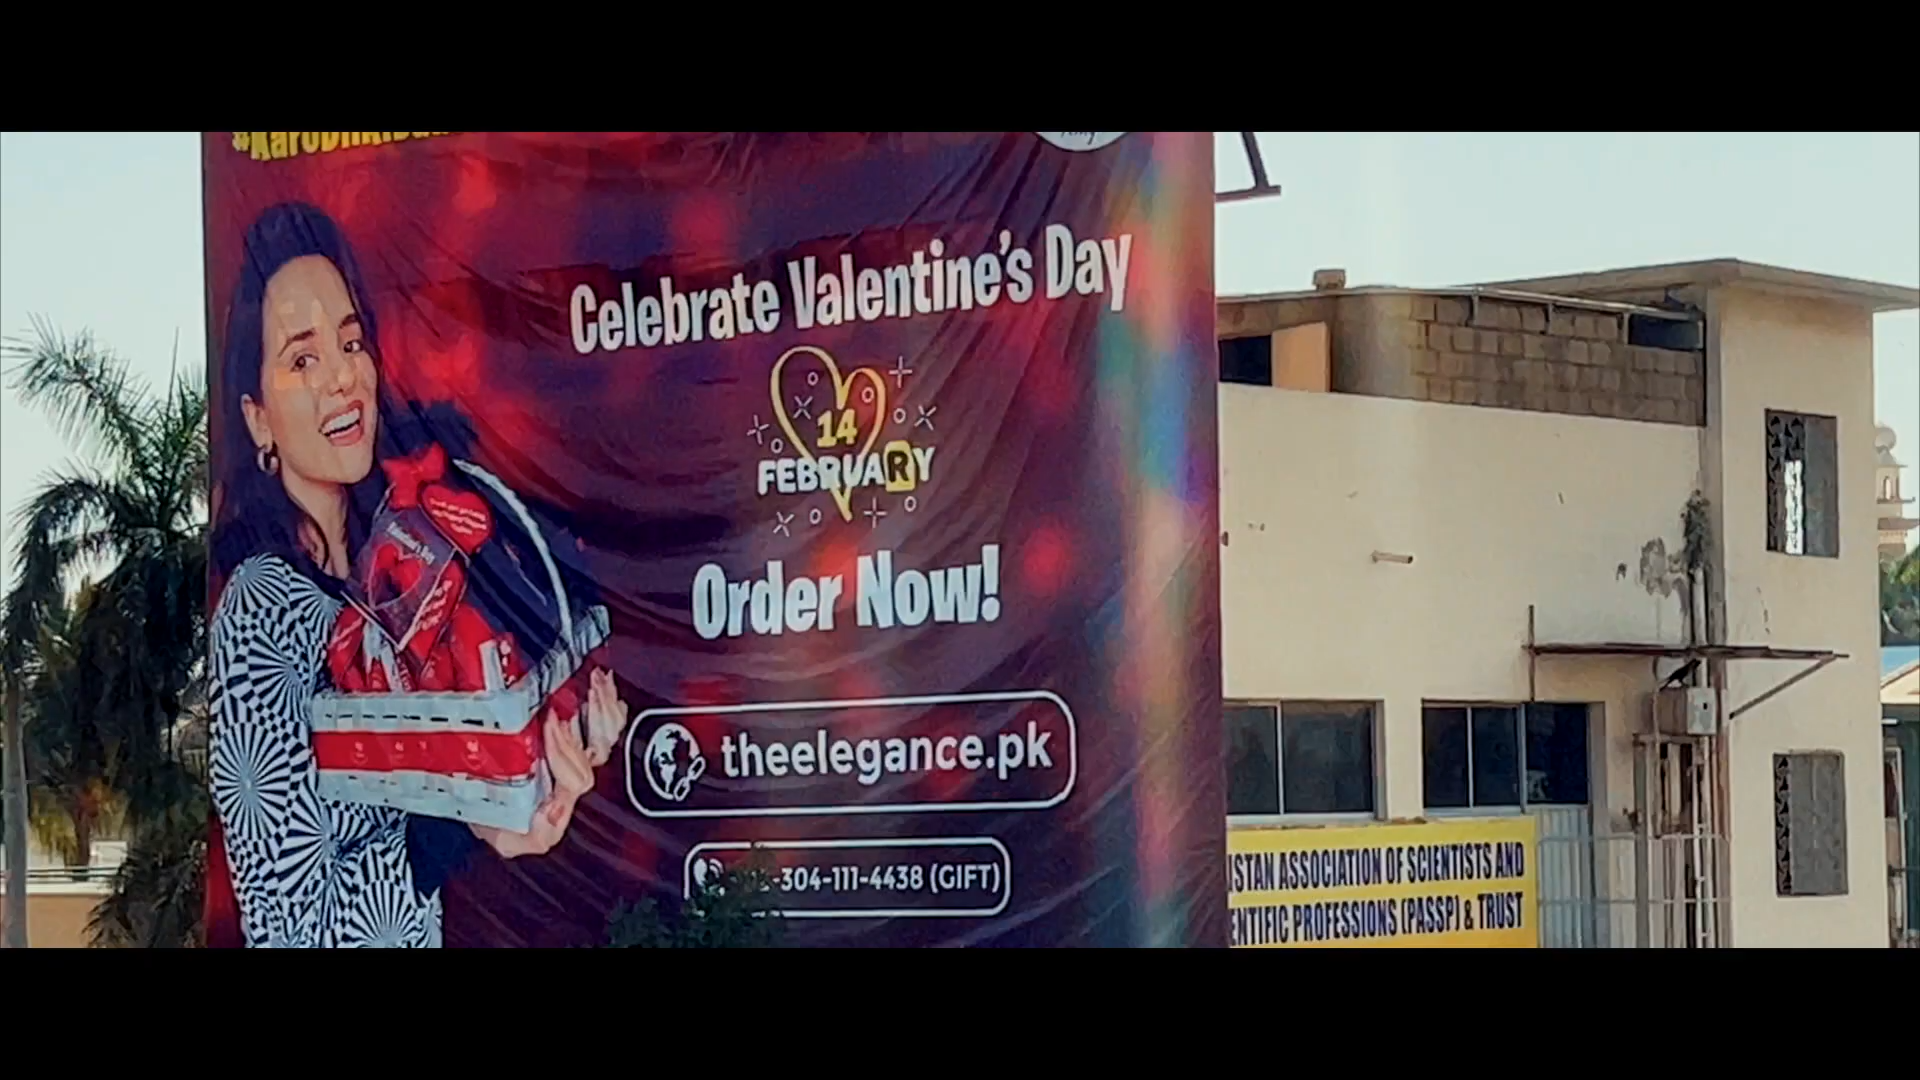 Celebrate Valentine's Day
14
FEBRUARY
Order Now!
theelegance.pk
-304-111-4438 (GIFT)
ISTAN ASSOCIATION OF SCIENTISTS AND
ENTIFIC PROFESSIONS (PASSP) & TRUST